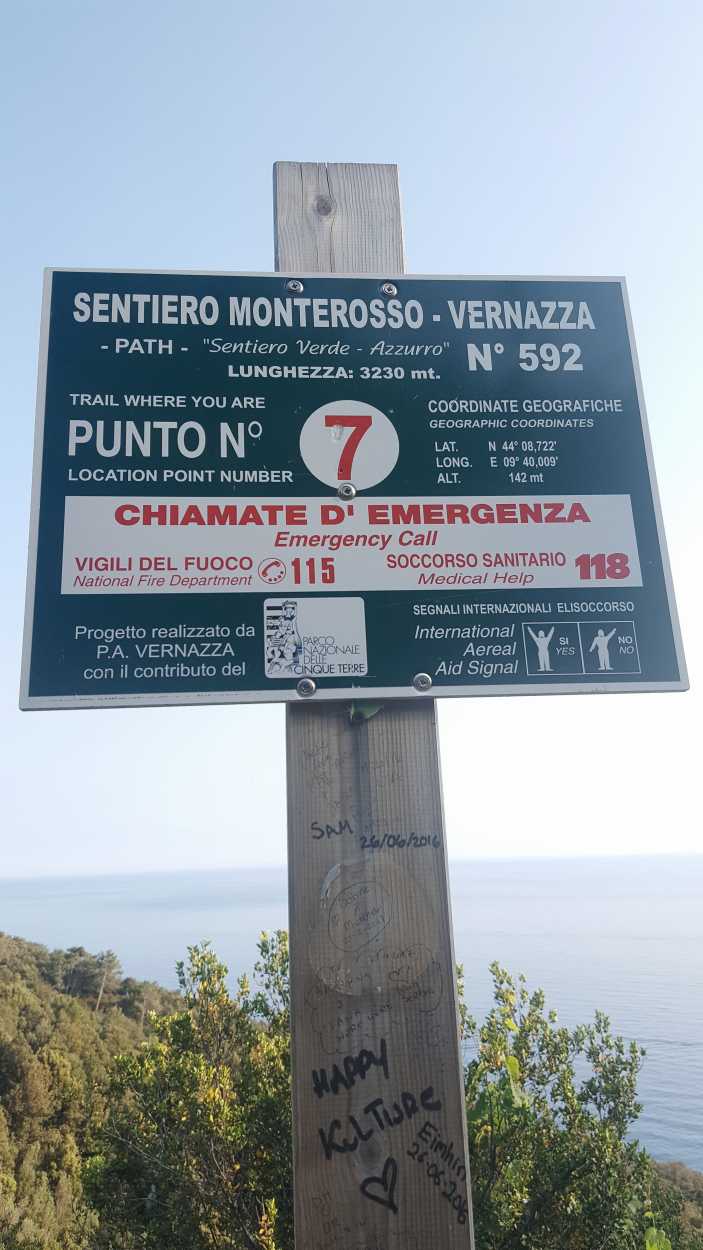 SENTIERO MONTEROSSO - VERNAZZA
- PATH - "Sentiero Verde - Azzurro" N° 592
LUNGHEZZA: 3230 mt.
TRAIL WHERE YOU ARE
PUNTO N°
LOCATION POINT NUMBER
7
COORDINATE GEOGRAFICHE
GEOGRAPHIC COORDINATES
LAT. N 44° 08,722'
LONG. E 09° 40,009'
ALT. 142 mt
CHIAMATE D' EMERGENZA
Emergency Call
VIGILI DEL FUOCO
National Fire Department
115
SOCCORSO SANITARIO
Medical Help
118
Progetto realizzato da
P.A. VERNAZZA
con il contributo del
PARCO
NAZIONALE
DELLE
CINQUE TERRE
SEGNALI INTERNAZIONALI ELISOCCORSO
International
Aereal
Aid Signal
SI
YES
NO
NO
SAM 26/06/2016
HAPPY
KULTURE
Eimhin
26-06-2016